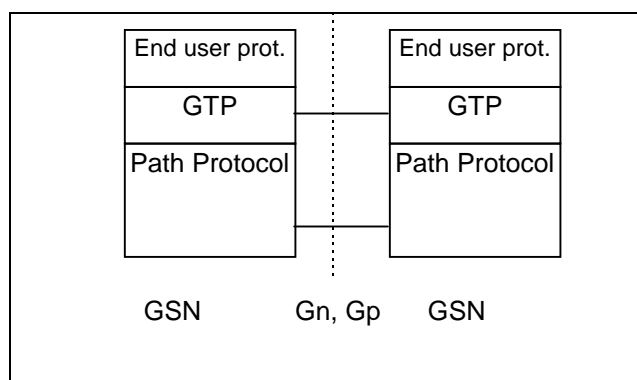 End user prot. End user prot.
GTP GTP
Path Protocol Path Protocol
GSN Gn, Gp GSN